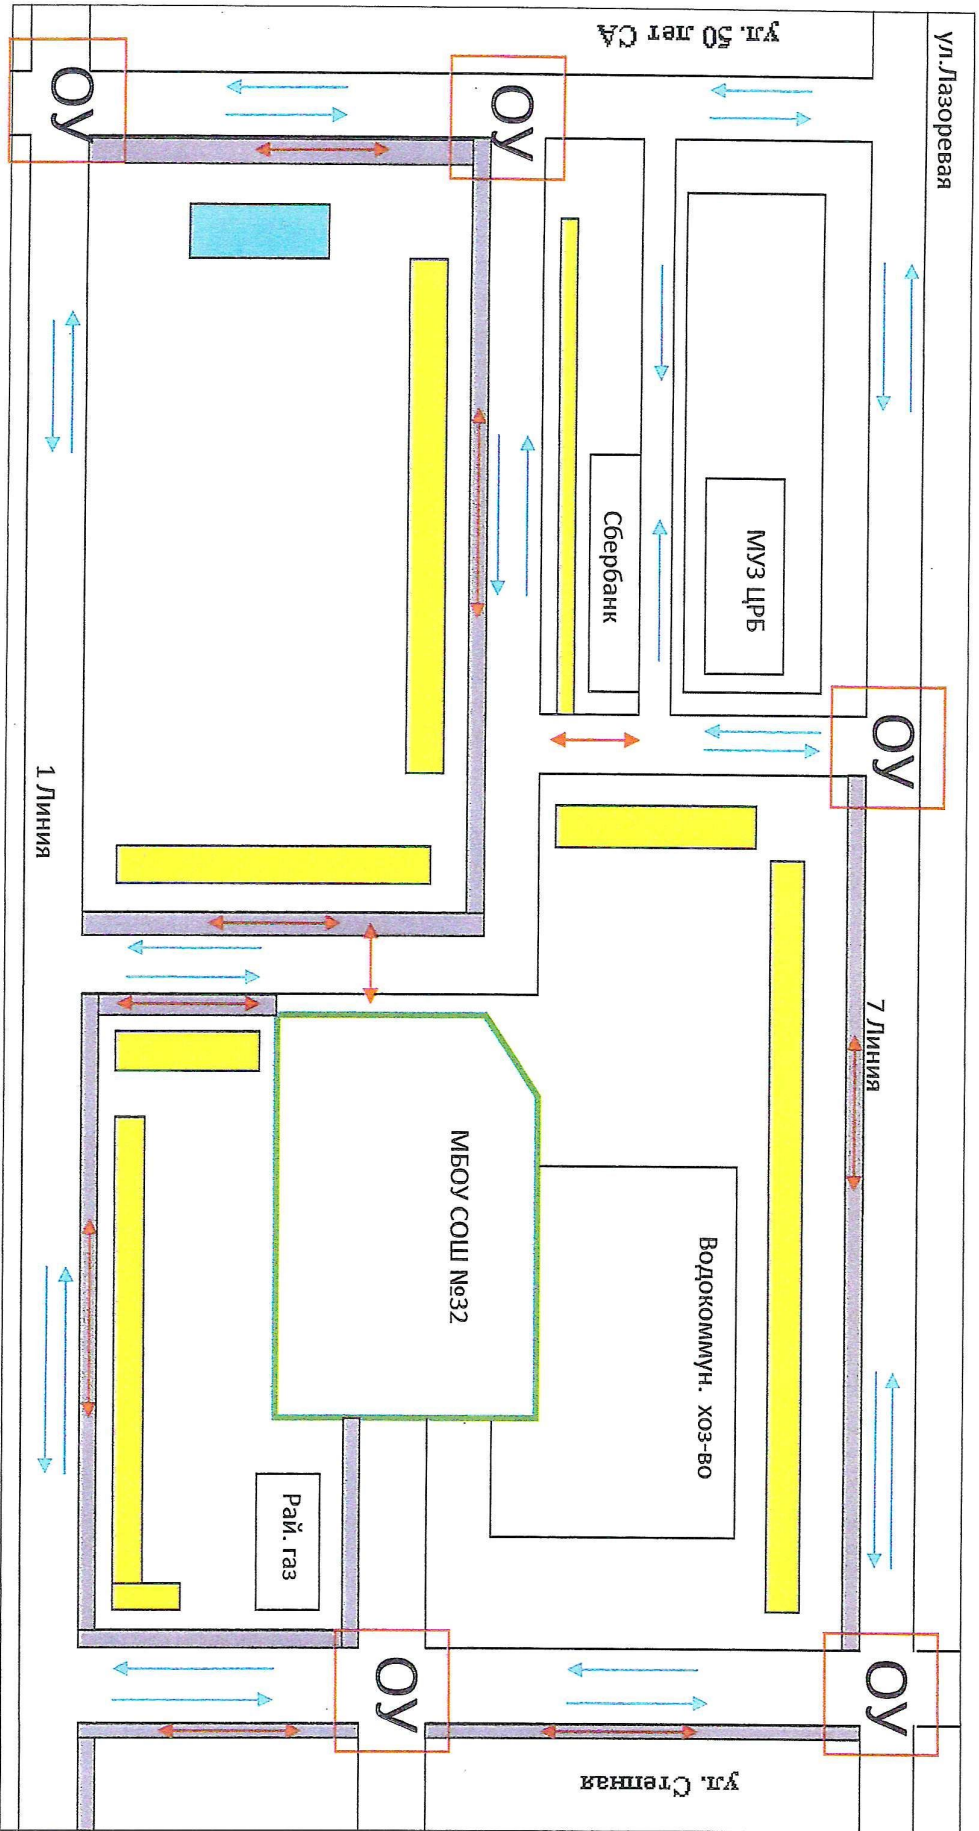 ул.Лазоревая
ул. 50 лет СА
ОУ
ОУ
МУЗ ЦРБ
Сбербанк
ОУ
7 Линия
1 Линия
МБОУ СОШ №32
Водокоммун. хоз-во
Рай. газ
ОУ
ОУ
ул. Степная